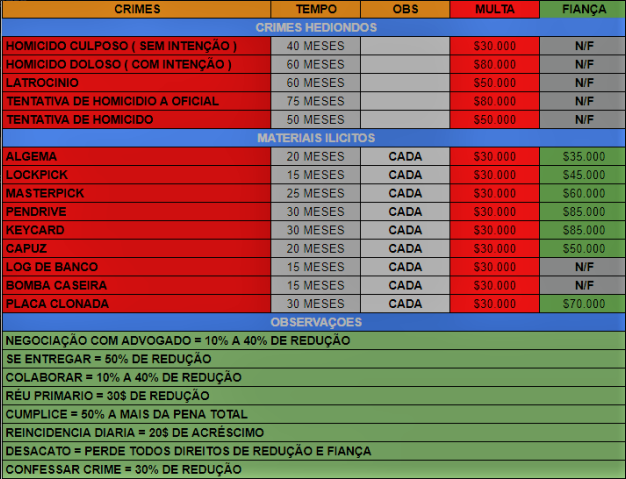 CRIMES TEMPO OBS MULTA FIANÇA
CRIMES HEDIONDOS
HOMICIDO CULPOSO ( SEM INTENÇÃO ) 40 MESES $30.000 N/F
HOMICIDO DOLOSO ( COM INTENÇÃO ) 60 MESES $80.000 N/F
LATROCINIO 60 MESES $50.000 N/F
TENTATIVA DE HOMICIDIO A OFICIAL 75 MESES $80.000 N/F
TENTATIVA DE HOMICIDO 50 MESES $50.000 N/F
MATERIAIS ILICITOS
ALGEMA 20 MESES CADA $30.000 $35.000
LOCKPICK 15 MESES CADA $30.000 $45.000
MASTERPICK 25 MESES CADA $30.000 $60.000
PENDRIVE 30 MESES CADA $30.000 $85.000
KEYCARD 30 MESES CADA $30.000 $85.000
CAPUZ 20 MESES CADA $30.000 $50.000
LOG DE BANCO 15 MESES CADA $30.000 N/F
BOMBA CASEIRA 15 MESES CADA $30.000 N/F
PLACA CLONADA 30 MESES CADA $30.000 $70.000
OBSERVAÇOES
NEGOCIAÇÃO COM ADVOGADO = 10% A 40% DE REDUÇÃO
SE ENTREGAR = 50% DE REDUÇÃO
COLABORAR = 10% A 40% DE REDUÇÃO
RÉU PRIMARIO = 30$ DE REDUÇÃO
CUMPLICE = 50% A MAIS DA PENA TOTAL
REINCIDENCIA DIARIA = 20$ DE ACRÉSCIMO
DESACATO = PERDE TODOS DIREITOS DE REDUÇÃO E FIANÇA
CONFESSAR CRIME = 30% DE REDUÇÃO